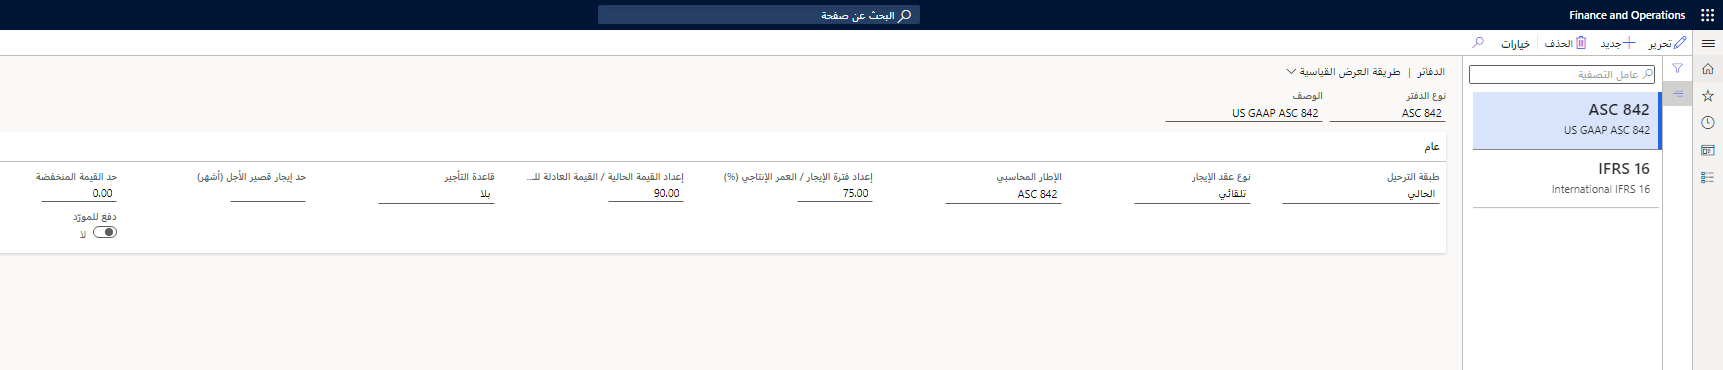 Finance and Operations
البحث عن صفحة
تحرير
جديد
الحذف
خيارات
عامل التصفية
ASC 842
US GAAP ASC 842
IFRS 16
International IFRS 16
الدفاتر | طريقة العرض القياسية
نوع الدفتر
ASC 842
الوصف
US GAAP ASC 842
عام
طبقة الترحيل
الحالي
نوع عقد الإيجار
تلقائي
الإطار المحاسبي
ASC 842
إعداد فترة الإيجار / العمر الإنتاجي (%)
75.00
إعداد القيمة الحالية / القيمة العادلة للـ...
90.00
قاعدة التأجير
بلا
حد إيجار قصير الأجل (أشهر)
حد القيمة المنخفضة
0.00
دفع للمورّد
لا